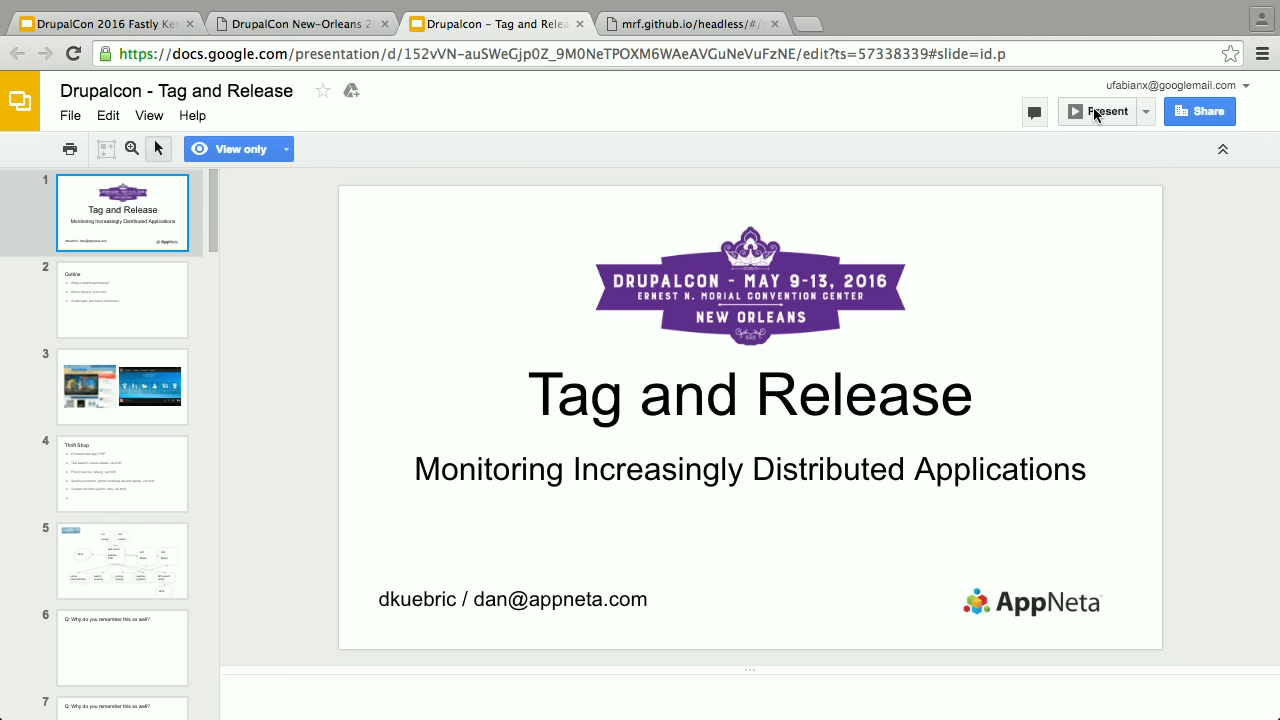 DrupalCon 2016 Fastly Ke
DrupalCon New-Orleans 2
Drupalcon - Tag and Relea
mrf.github.io/headless/#/
https://docs.google.com/presentation/d/152vVN-auSWeGjp0Z_9M0NeTPOXM6WAeAVGuNeVuFzNE/edit?ts=57338339#slide=id.p
Drupalcon - Tag and Release
ufabianx@googlemail.com
File Edit View Help
Present
Share
View only
1
Tag and Release
Monitoring Increasingly Distributed Applications
dkuebric / dan@appneta.com
AppNeta
2
Outline
3
4
Thrift Shop
5
6
Q: Why do you remember this so well?
7
Q: Why do you remember this so well?
DRUPALCON - MAY 9-13, 2016
ERNEST N. MORIAL CONVENTION CENTER
NEW ORLEANS
Tag and Release
Monitoring Increasingly Distributed Applications
dkuebric / dan@appneta.com
AppNeta